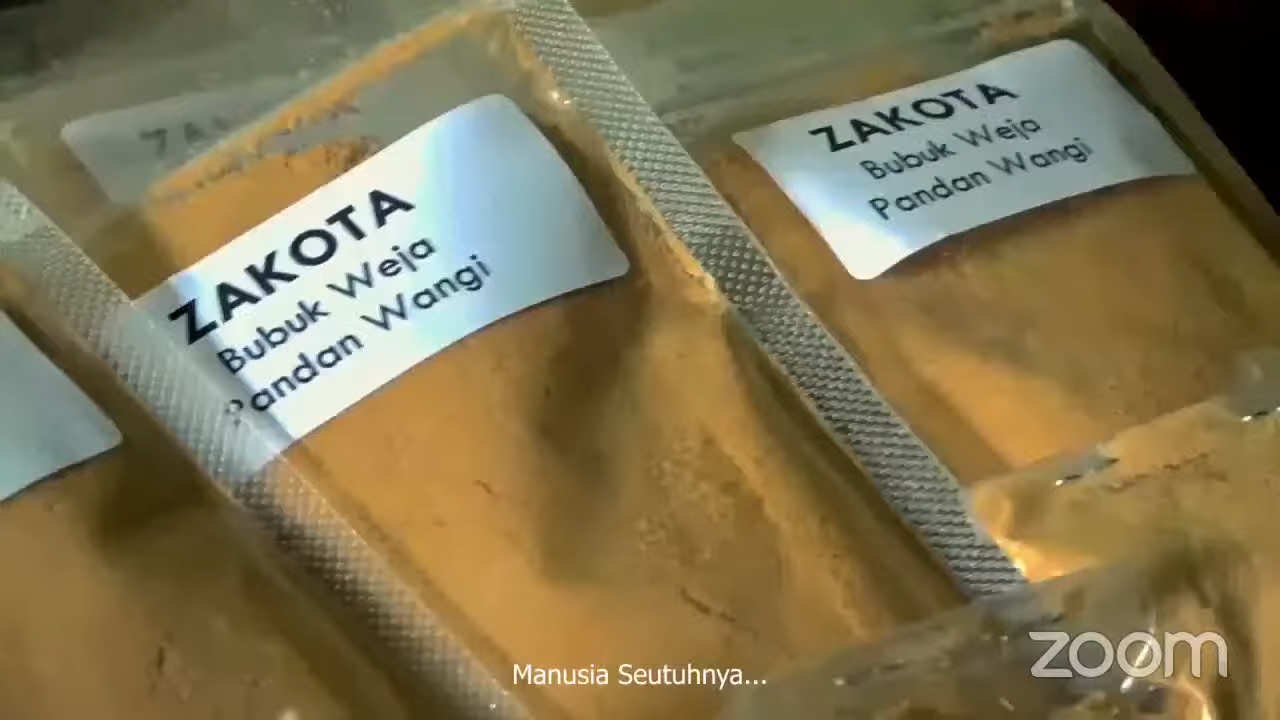 ZAKOTA
Bubuk Weja
Pandan Wangi
ZAKOTA
Bubuk Weja
Pandan Wangi
Manusia Seutuhnya...
zoom